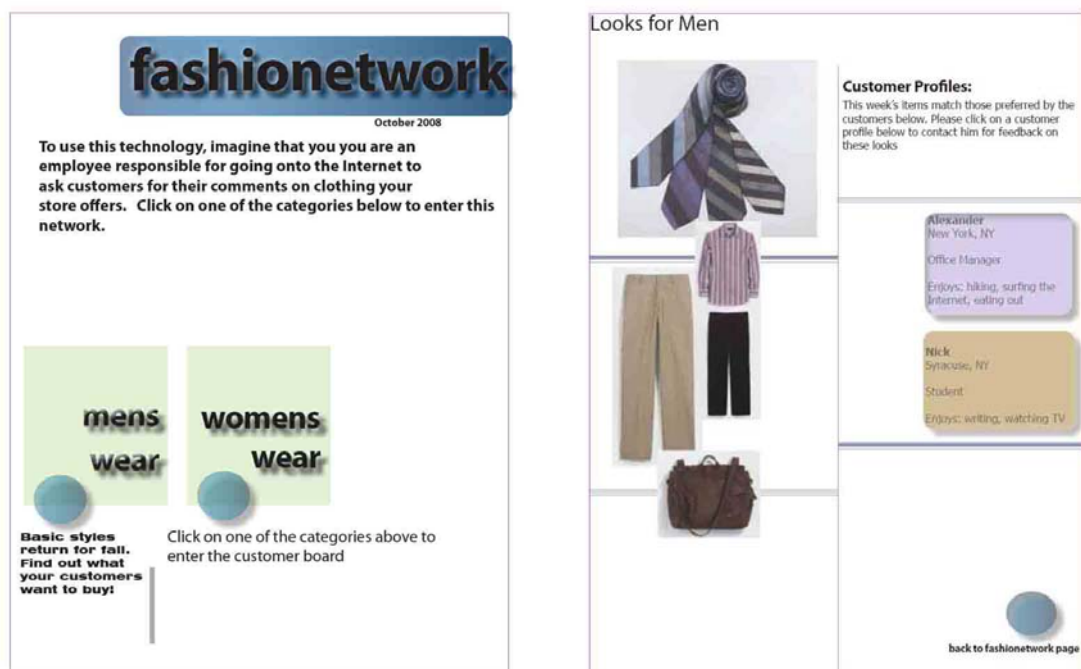 fashionetwork
October 2008
To use this technology, imagine that you you are an
employee responsible for going onto the Internet to
ask customers for their comments on clothing your
store offers. Click on one of the categories below to enter this
network.
mens
wear
womens
wear
Basic styles
return for fall.
Find out what
your customers
want to buy!
Click on one of the categories above to
enter the customer board
Looks for Men
Customer Profiles:
This week's items match those preferred by the
customers below. Please click on a customer
profile below to contact him for feedback on
these looks
Alexander
New York, NY
Office Manager
Enjoys: hiking, surfing the
Internet, eating out
Nick
Syracuse, NY
Student
Enjoys: writing, watching TV
back to fashionetwork page